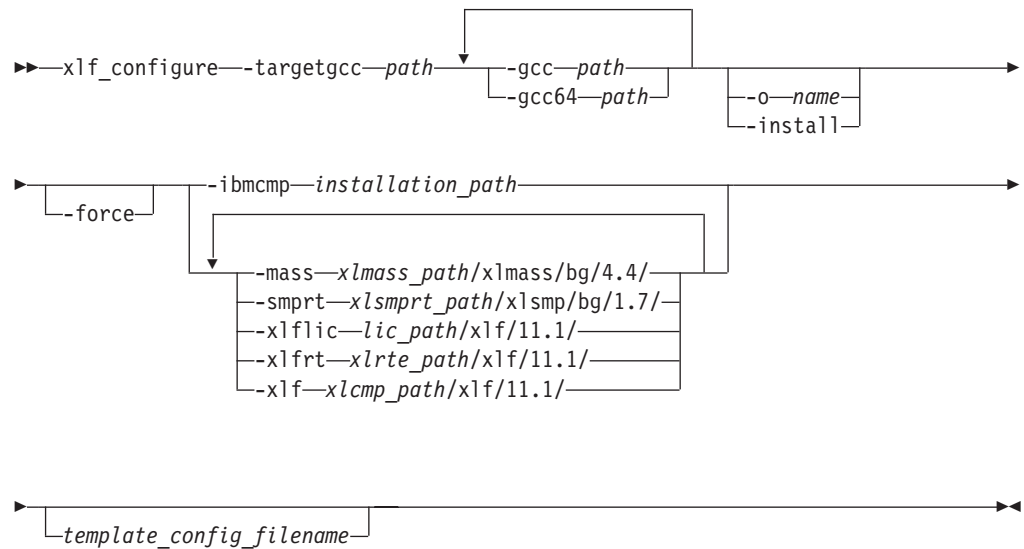 xlf_configure -targetgcc path -gcc path
-gcc64 path -o name
-install
-force -ibmcmp installation_path
-mass xlmass_path/xlmass/bg/4.4/
-smprt xlsmprt_path/xlsmp/bg/1.7/
-xlflic lic_path/xlf/11.1/
-xlfrt xlrte_path/xlf/11.1/
-xlf xlcmp_path/xlf/11.1/
template_config_filename